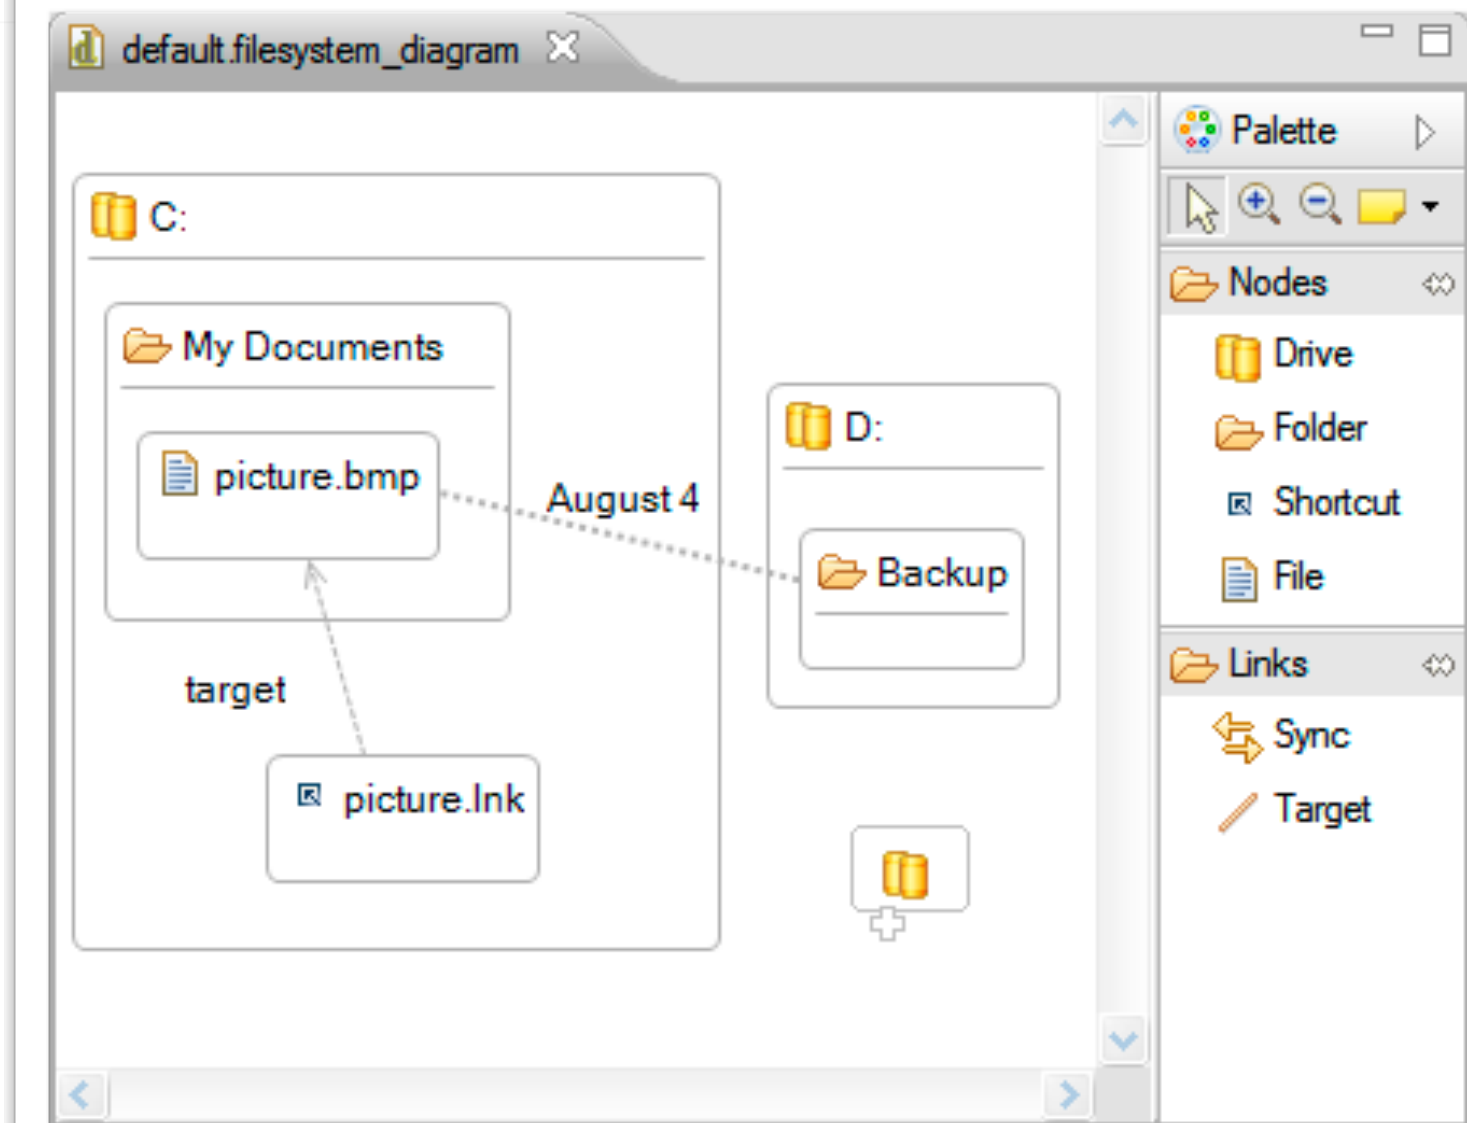 default.filesystem_diagram
C:
My Documents
picture.bmp
August 4
target
picture.lnk
D:
Backup
Palette
Nodes
Drive
Folder
Shortcut
File
Links
Sync
Target